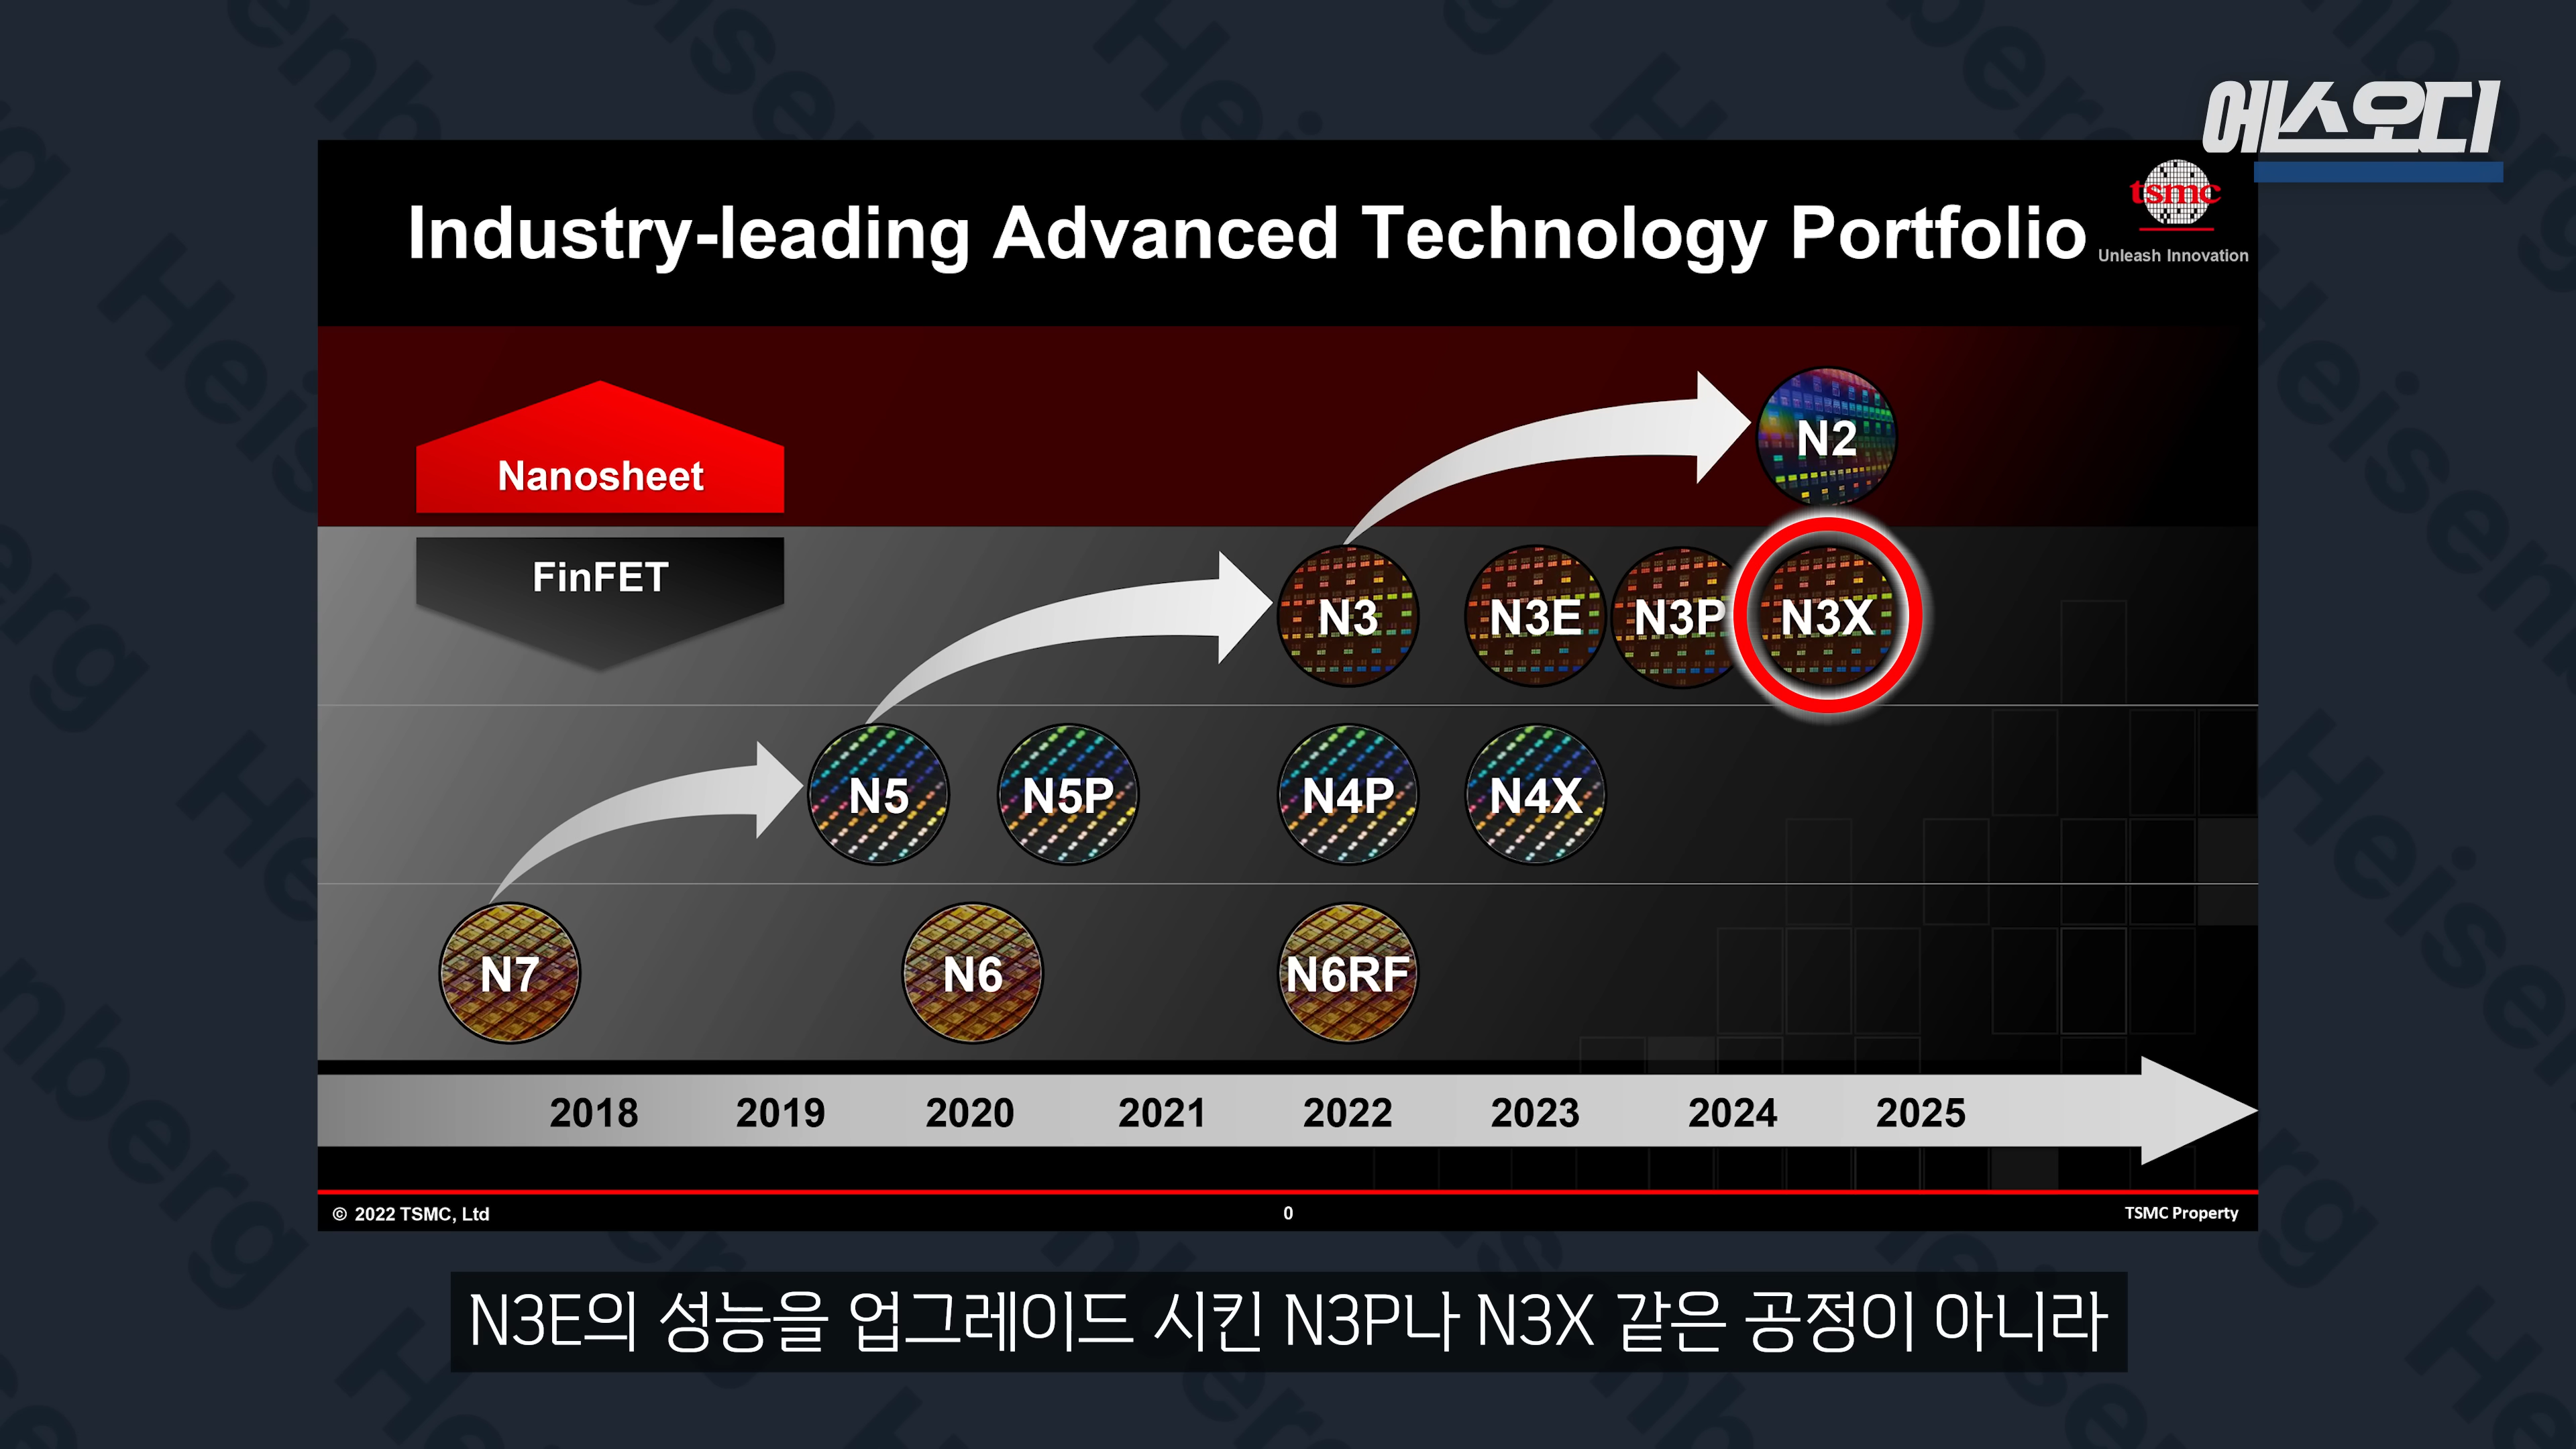 에스오디
Industry-leading Advanced Technology Portfolio
tsmc
Unleash Innovation
Nanosheet
N2
FinFET
N3
N3E
N3P
N3X
N5
N5P
N4P
N4X
N7
N6
N6RF
2018
2019
2020
2021
2022
2023
2024
2025
© 2022 TSMC, Ltd
0
TSMC Property
N3E의 성능을 업그레이드 시킨 N3P나 N3X 같은 공정이 아니라
Heisenberg